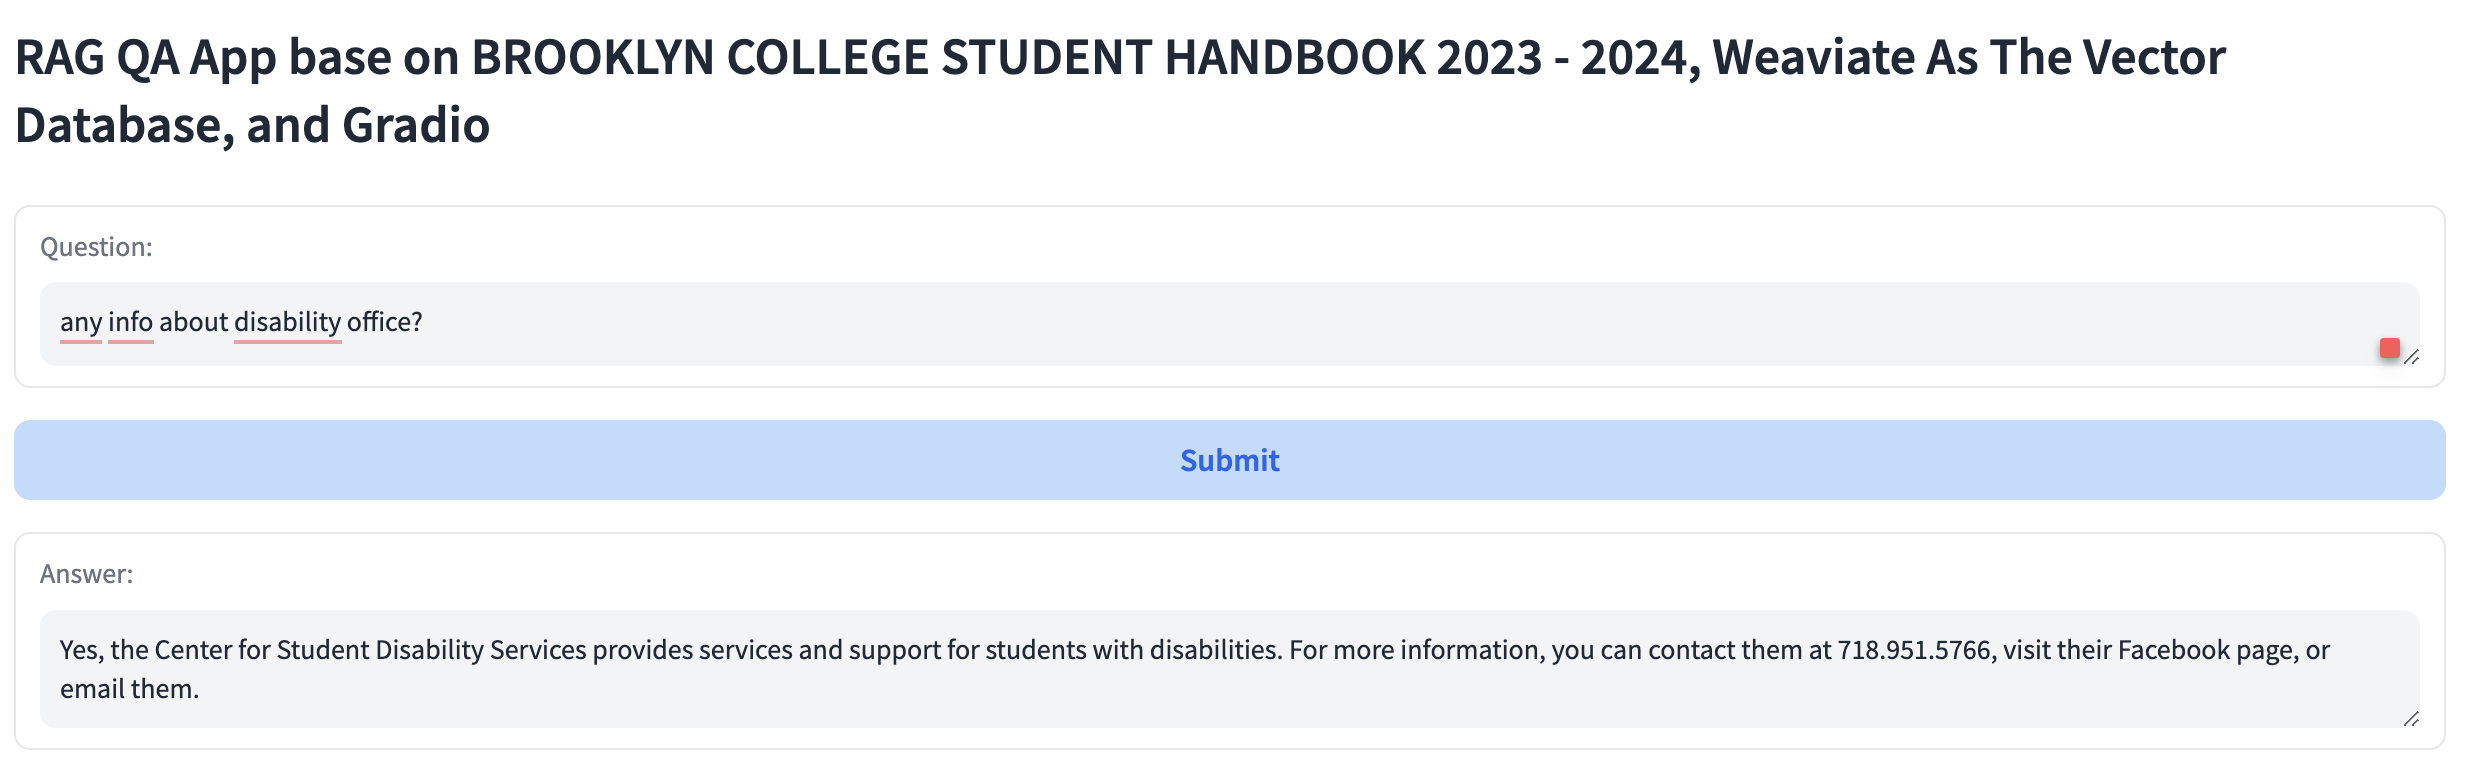 RAG QA App base on BROOKLYN COLLEGE STUDENT HANDBOOK 2023 - 2024, Weaviate As The Vector
Database, and Gradio
Question:
any info about disability office?
Submit
Answer:
Yes, the Center for Student Disability Services provides services and support for students with disabilities. For more information, you can contact them at 718.951.5766, visit their Facebook page, or
email them.